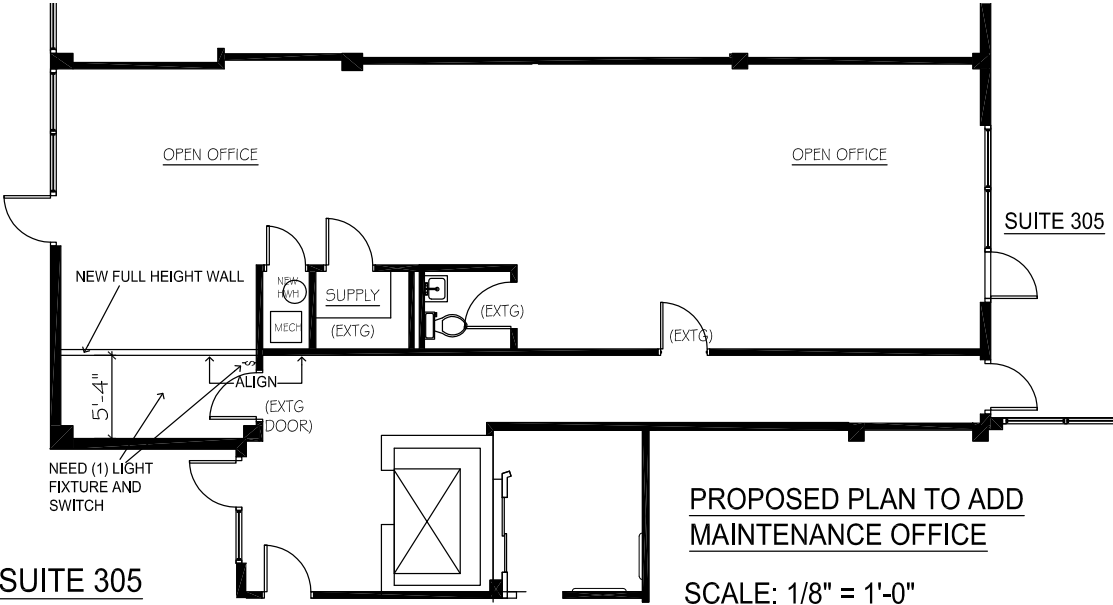 OPEN OFFICE
OPEN OFFICE
SUITE 305
NEW FULL HEIGHT WALL
NEW
HWH
SUPPLY
MECH
(EXTG)
(EXTG)
(EXTG)
5'-4"
S
ALIGN
(EXTG
DOOR)
NEED (1) LIGHT
FIXTURE AND
SWITCH
PROPOSED PLAN TO ADD
MAINTENANCE OFFICE
SUITE 305
SCALE: 1/8" = 1'-0"